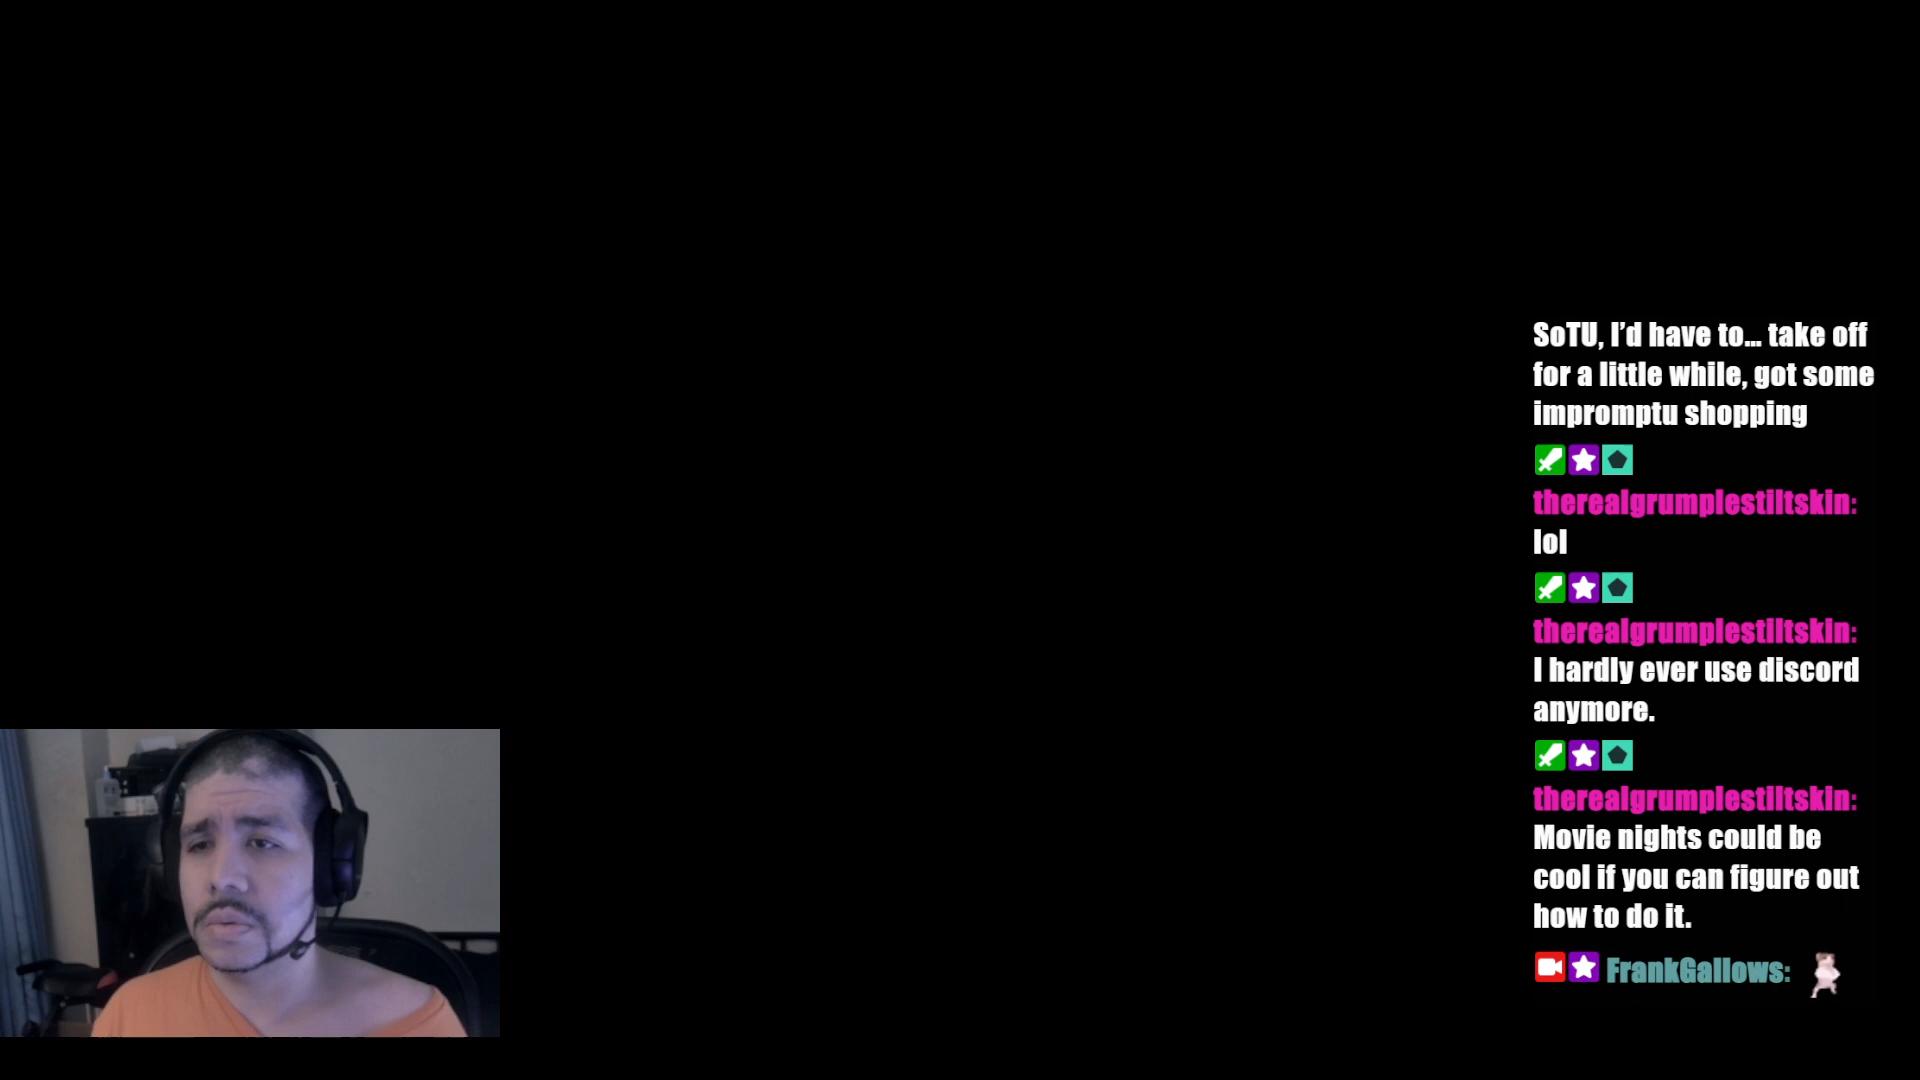 SoTU, I’d have to... take off
for a little while, got some
impromptu shopping
therealgrumplestiltskin:
lol
therealgrumplestiltskin:
I hardly ever use discord
anymore.
therealgrumplestiltskin:
Movie nights could be
cool if you can figure out
how to do it.
FrankGallows: